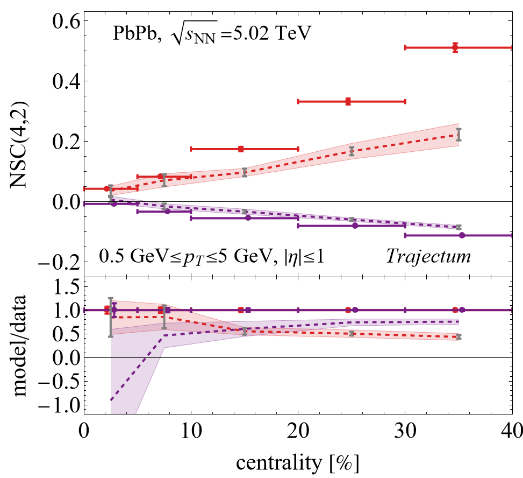 PbPb, √sNN =5.02 TeV
0.6
0.4
0.2
0.0
−0.2
NSC(4,2)
0.5 GeV≤pT≤5 GeV, |η|≤1
Trajectum
1.5
1.0
0.5
0.0
−0.5
−1.0
model/data
0 10 20 30 40
centrality [%]